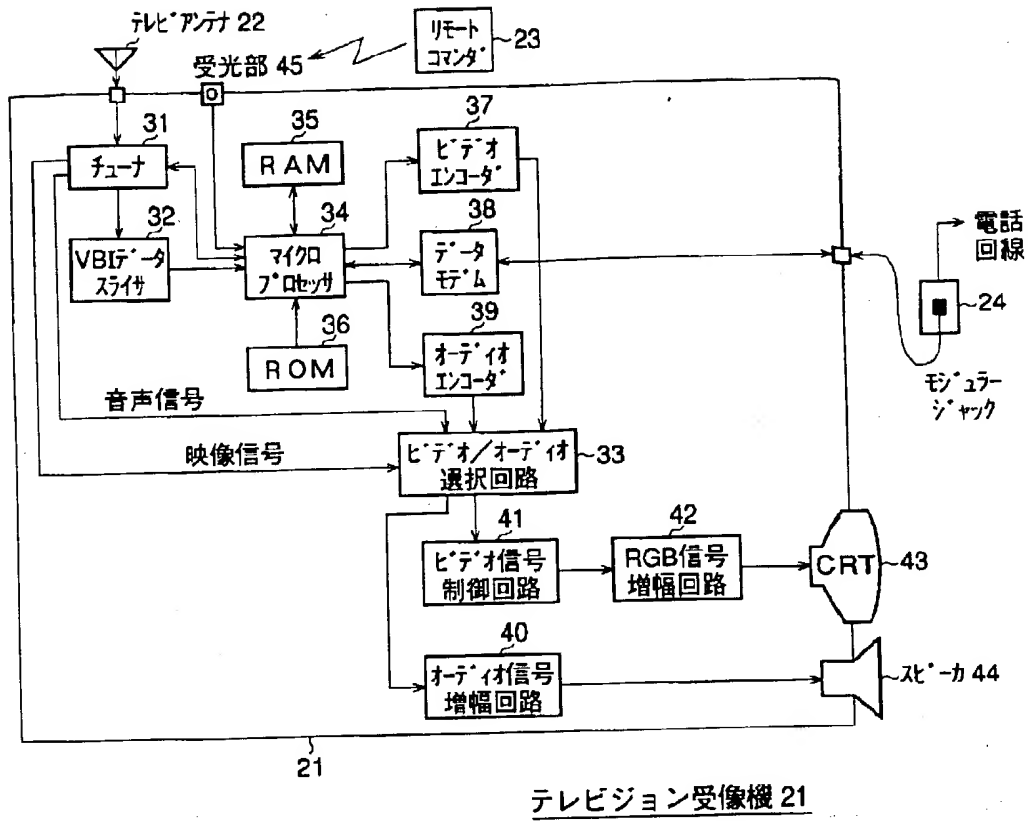 テレビアンテナ 22
リモート
コマンダ
23
受光部 45
31
チューナ
35
RAM
37
ビデオ
エンコーダ
32
VBIデータ
スライサ
34
マイクロ
プロセッサ
38
データ
モデム
電話
回線
24
モジュラー
ジャック
36
ROM
39
オーディオ
エンコーダ
音声信号
映像信号
ビデオ/オーディオ
選択回路
33
41
ビデオ信号
制御回路
42
RGB信号
増幅回路
CRT
43
40
オーディオ信号
増幅回路
スピーカ 44
21
テレビジョン受像機 21